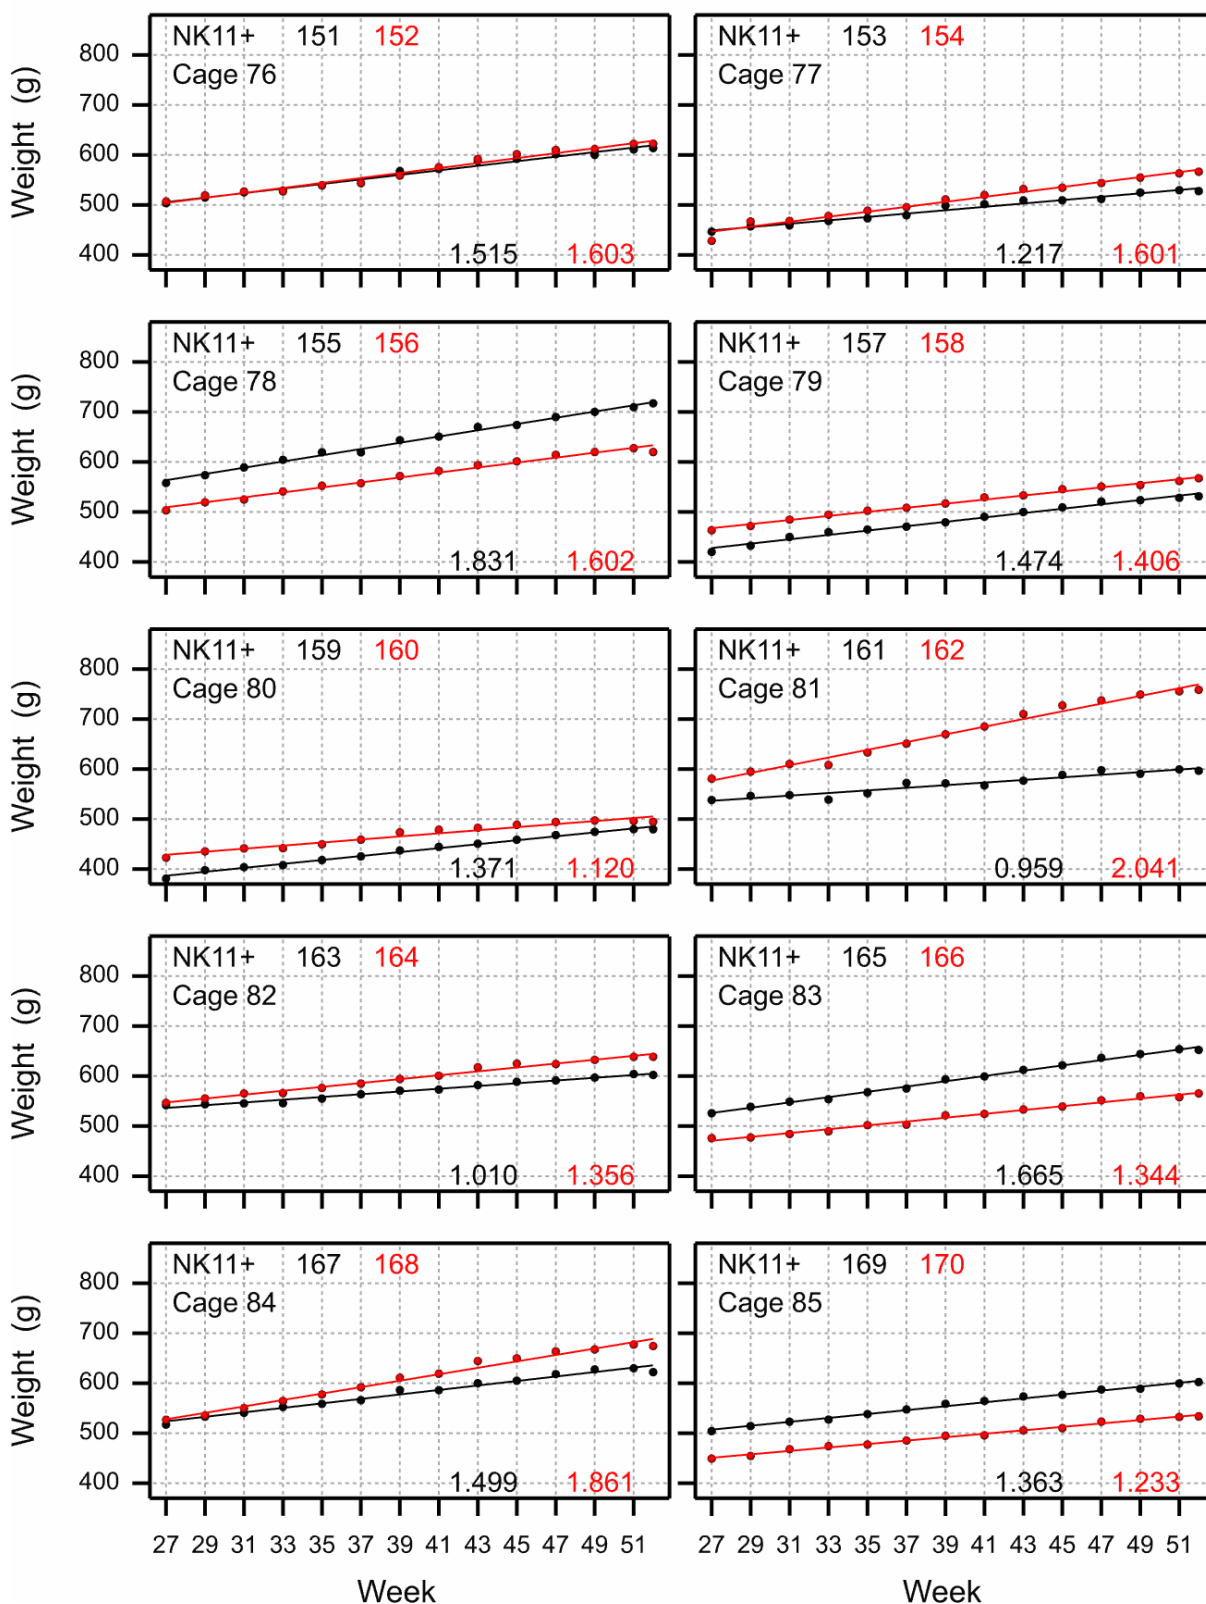 NK11+ 151 152
Cage 76
Weight (g)
800
700
600
500
400
1.515 1.603
NK11+ 153 154
Cage 77
1.217 1.601
NK11+ 155 156
Cage 78
Weight (g)
800
700
600
500
400
1.831 1.602
NK11+ 157 158
Cage 79
1.474 1.406
NK11+ 159 160
Cage 80
Weight (g)
800
700
600
500
400
1.371 1.120
NK11+ 161 162
Cage 81
0.959 2.041
NK11+ 163 164
Cage 82
Weight (g)
800
700
600
500
400
1.010 1.356
NK11+ 165 166
Cage 83
1.665 1.344
NK11+ 167 168
Cage 84
Weight (g)
800
700
600
500
400
1.499 1.861
NK11+ 169 170
Cage 85
1.363 1.233
27 29 31 33 35 37 39 41 43 45 47 49 51
27 29 31 33 35 37 39 41 43 45 47 49 51
Week
Week